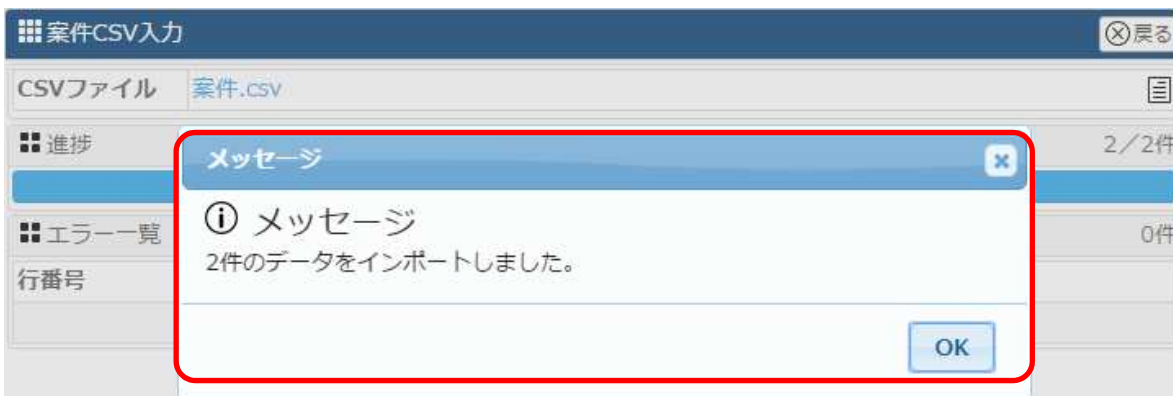 案件CSV入力
戻る
CSVファイル 案件.csv
進捗 2／2件
メッセージ
メッセージ
2件のデータをインポートしました。
エラー一覧 0件
行番号
OK